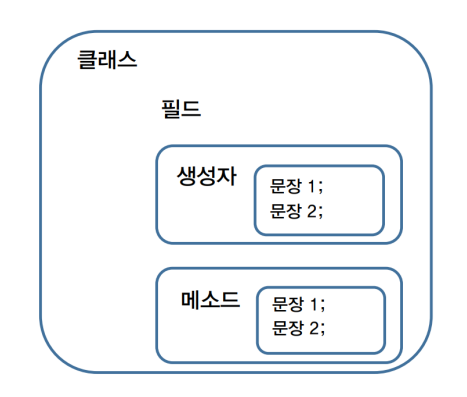 클래스
필드
생성자
문장 1;
문장 2;
메소드
문장 1;
문장 2;